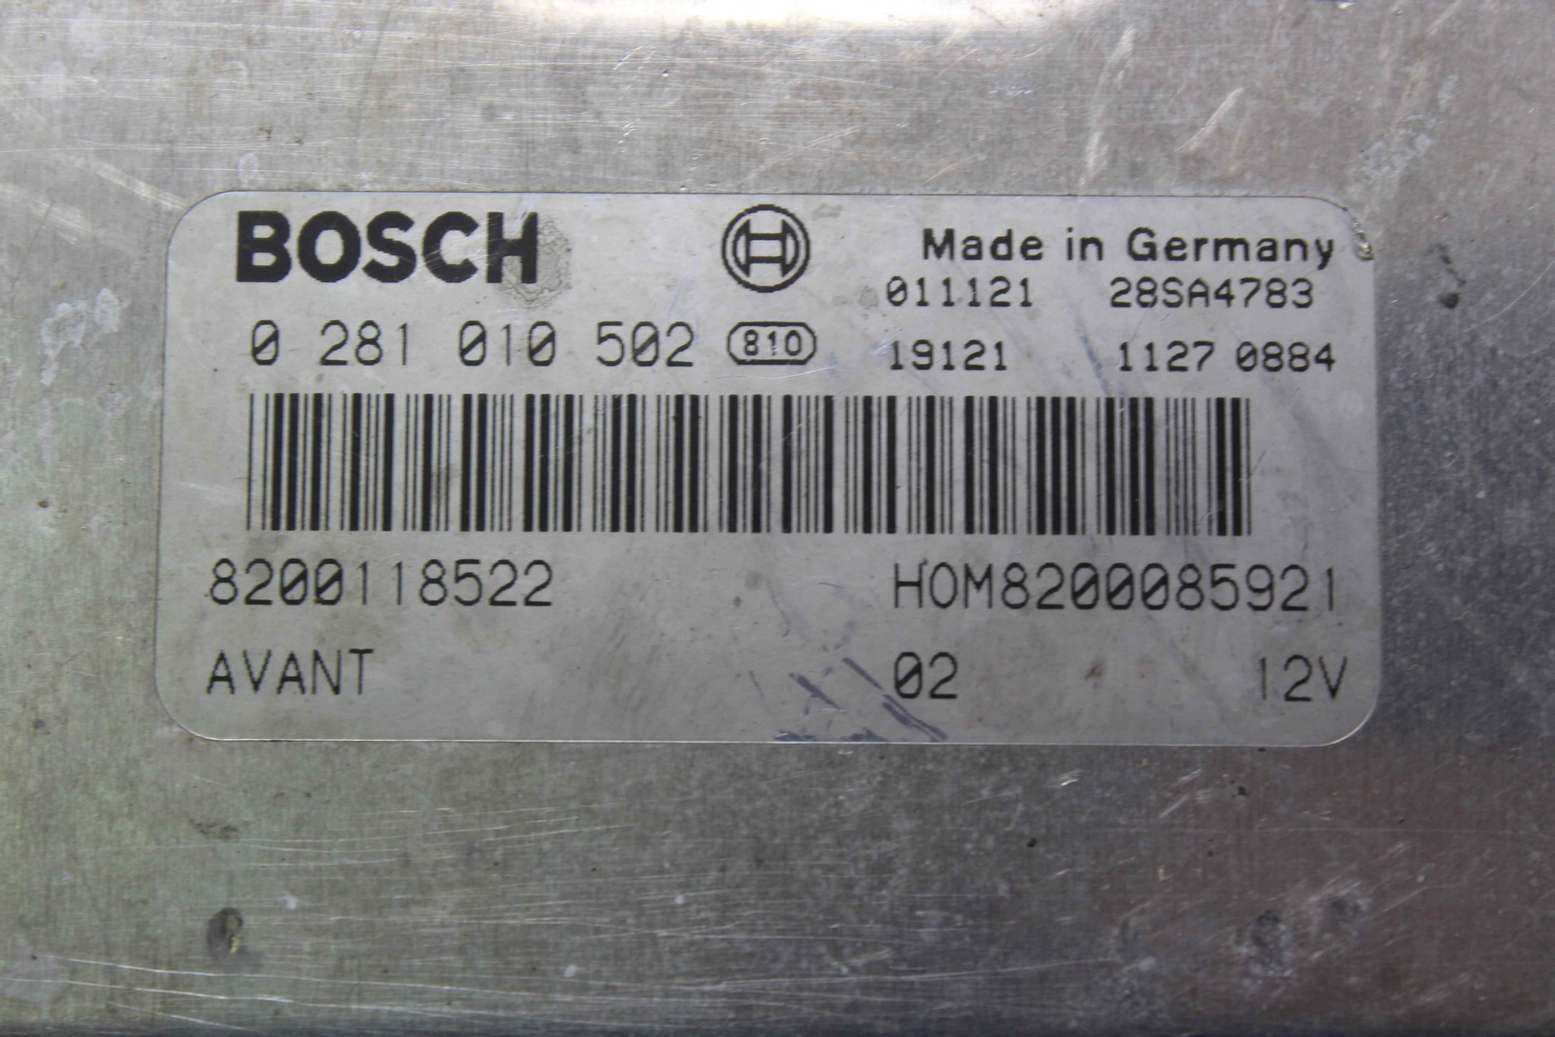 BOSCH Made in Germany
011121 28SA4783
0 281 010 502 810 19121 1127 0884
8200118522 HOM8200085921
AVANT 02 12V